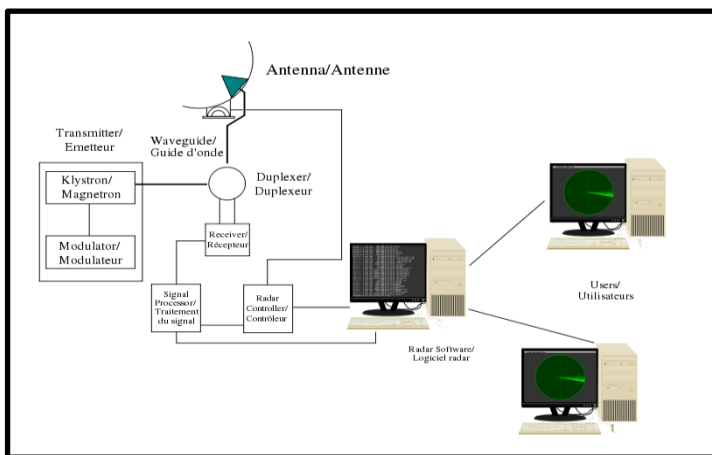 Antenna/Antenne
Transmitter/
Emetteur
Waveguide/
Guide d'onde
Klystron/
Magnetron
Duplexer/
Duplexeur
Modulator/
Modulateur
Receiver/
Récepteur
Signal
Processor/
Traitement
du signal
Radar
Controller/
Contrôleur
Radar Software/
Logiciel radar
Users/
Utilisateurs